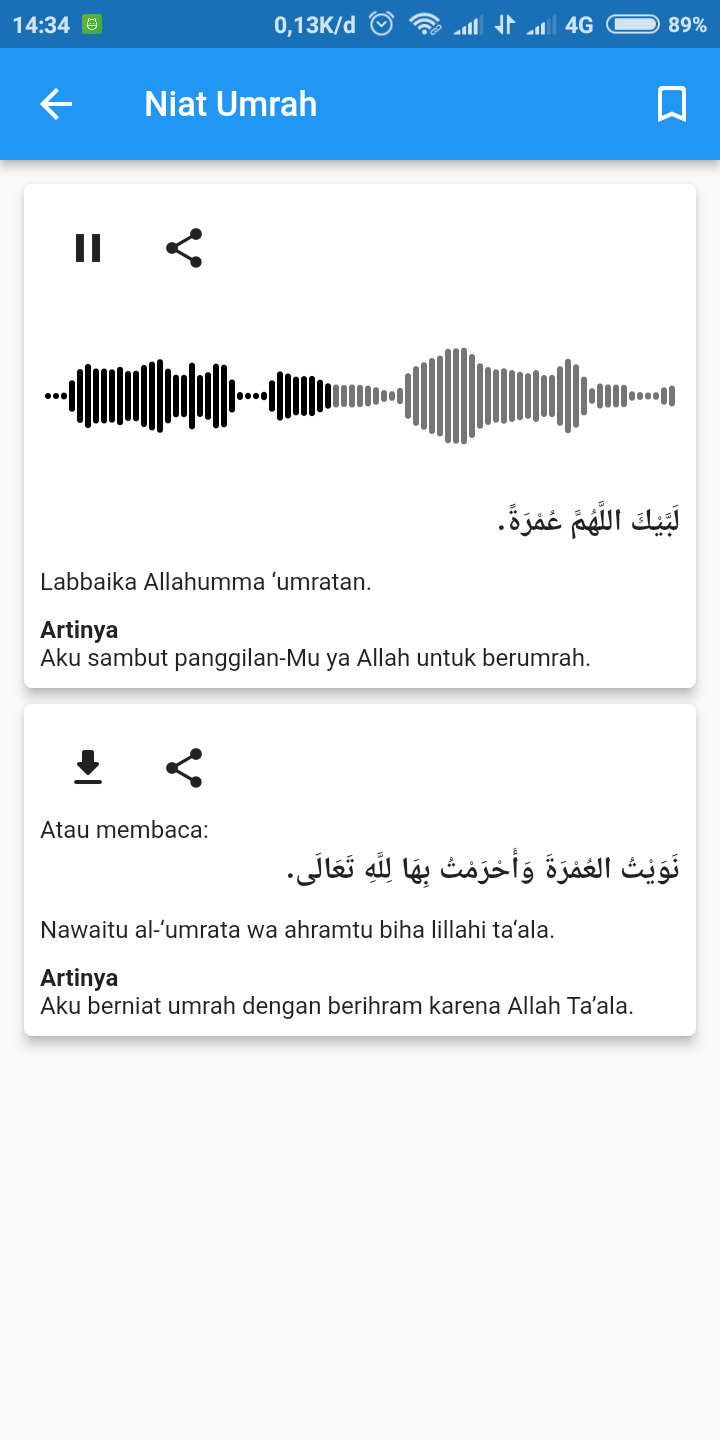 14:34 0,13K/d 4G 89%
Niat Umrah
لَبَّيْكَ اللَّهُمَّ عُمْرَةً.
Labbaika Allahumma ‘umratan.
Artinya
Aku sambut panggilan-Mu ya Allah untuk berumrah.
Atau membaca:
نَوَيْتُ العُمْرَةَ وَأَحْرَمْتُ بِهَا لِلَّهِ تَعَالَى.
Nawaitu al-‘umrata wa ahramtu biha lillahi ta‘ala.
Artinya
Aku berniat umrah dengan berihram karena Allah Ta’ala.